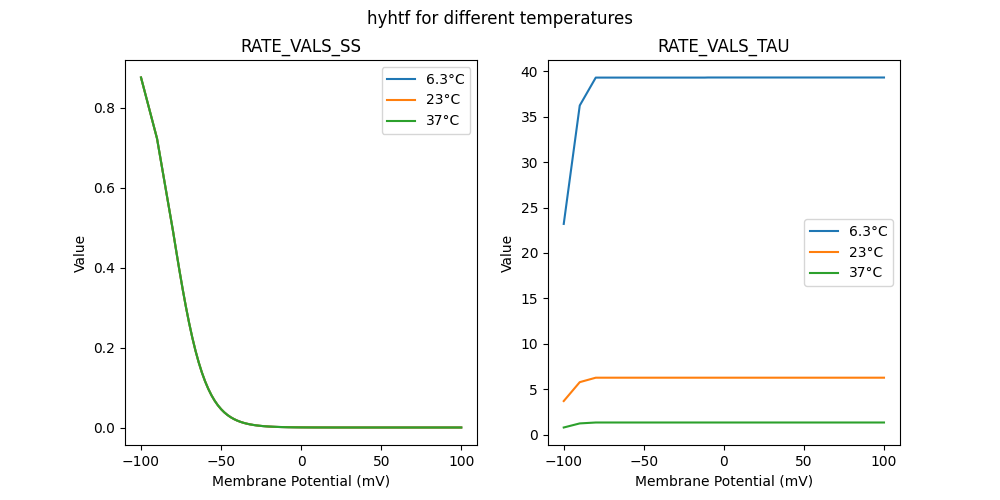 hyhtf for different temperatures
RATE_VALS_SS
Value
0.8
0.6
0.4
0.2
0.0
6.3°C
23°C
37°C
−100
−50
0
50
100
Membrane Potential (mV)
RATE_VALS_TAU
Value
40
35
30
25
20
15
10
5
0
6.3°C
23°C
37°C
−100
−50
0
50
100
Membrane Potential (mV)